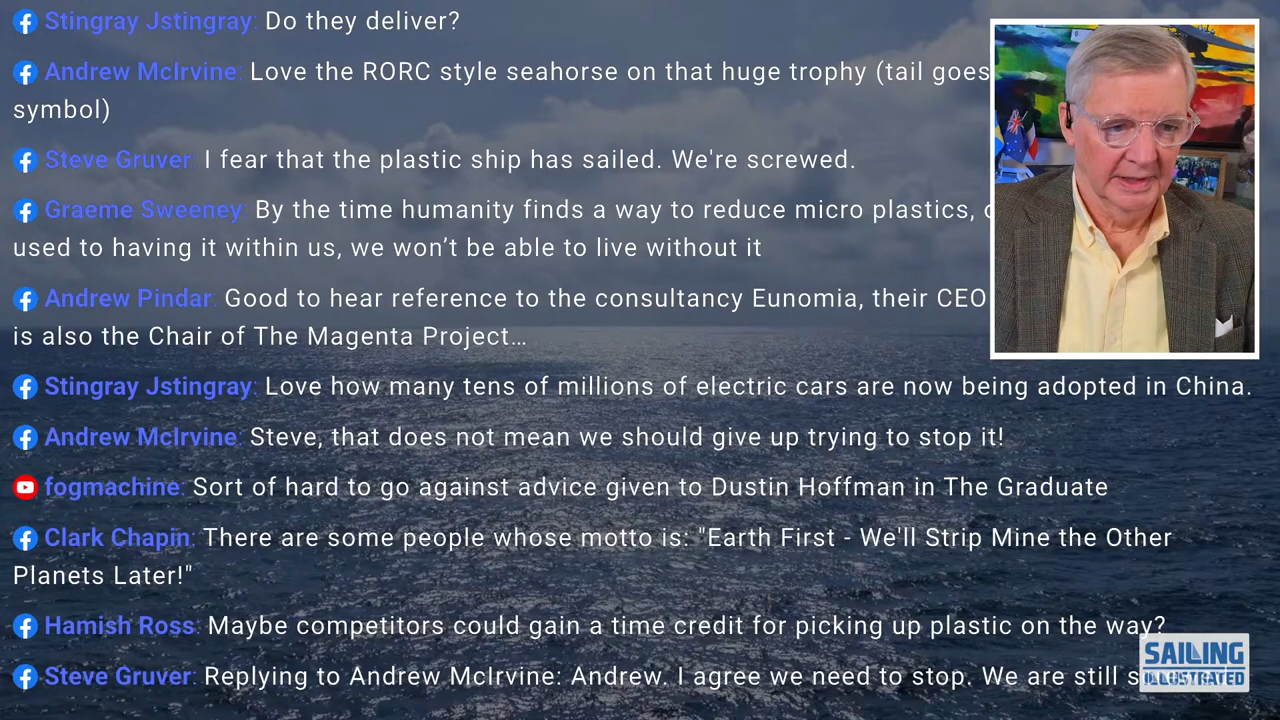 Stingray Jstingray: Do they deliver?
Andrew McIrvine: Love the RORC style seahorse on that huge trophy (tail goes
symbol)
Steve Gruver: I fear that the plastic ship has sailed. We're screwed.
Graeme Sweeney: By the time humanity finds a way to reduce micro plastics,
used to having it within us, we won’t be able to live without it
Andrew Pindar: Good to hear reference to the consultancy Eunomia, their CEO
is also the Chair of The Magenta Project…
Stingray Jstingray: Love how many tens of millions of electric cars are now being adopted in China.
Andrew McIrvine: Steve, that does not mean we should give up trying to stop it!
fogmachine: Sort of hard to go against advice given to Dustin Hoffman in The Graduate
Clark Chapin: There are some people whose motto is: "Earth First - We'll Strip Mine the Other
Planets Later!"
Hamish Ross: Maybe competitors could gain a time credit for picking up plastic on the way?
Steve Gruver: Replying to Andrew McIrvine: Andrew. I agree we need to stop. We are still
SAILING
ILLUSTRATED